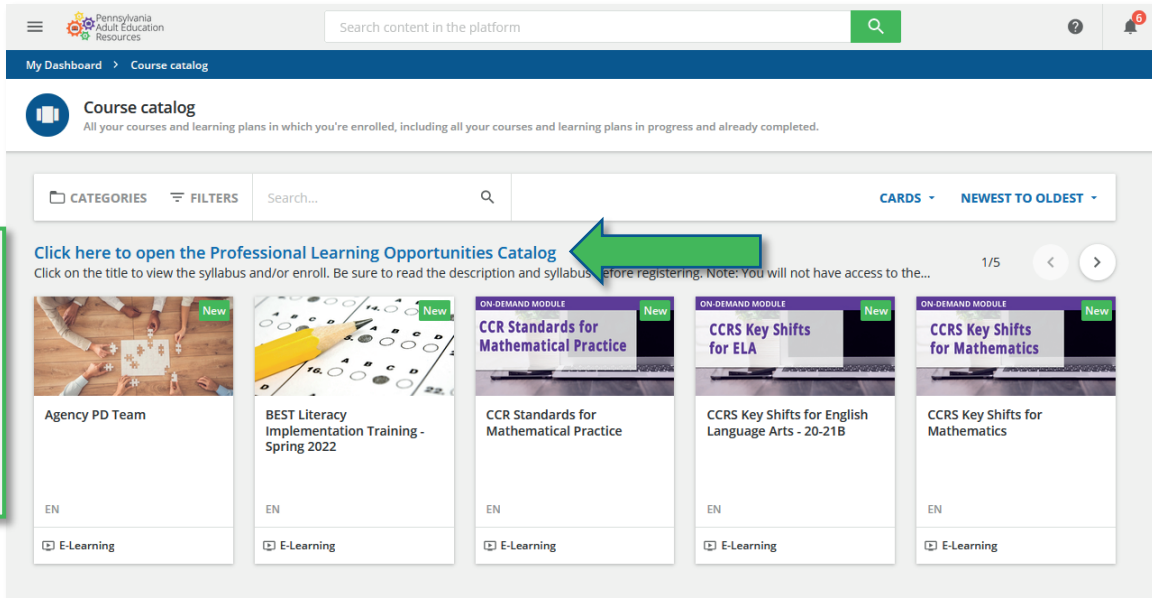 Pennsylvania
Adult Education
Resources
Search content in the platform
6
My Dashboard > Course catalog
Course catalog
All your courses and learning plans in which you're enrolled, including all your courses and learning plans in progress and already completed.
CATEGORIES FILTERS Search... CARDS NEWEST TO OLDEST
Click here to open the Professional Learning Opportunities Catalog
Click on the title to view the syllabus and/or enroll. Be sure to read the description and syllabus before registering. Note: You will not have access to the...
1/5
New
New
ON-DEMAND MODULE
New
CCR Standards for
Mathematical Practice
ON-DEMAND MODULE
New
CCRS Key Shifts
for ELA
ON-DEMAND MODULE
New
CCRS Key Shifts
for Mathematics
Agency PD Team
BEST Literacy
Implementation Training -
Spring 2022
CCR Standards for
Mathematical Practice
CCRS Key Shifts for English
Language Arts - 20-21B
CCRS Key Shifts for
Mathematics
EN EN EN EN EN
E-Learning E-Learning E-Learning E-Learning E-Learning